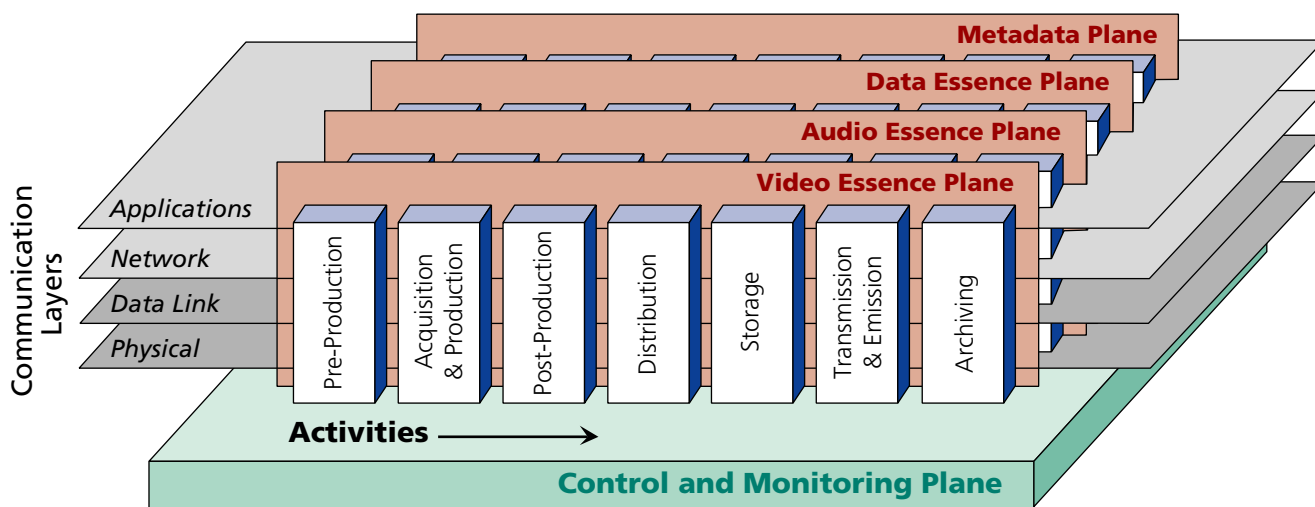 Metadata Plane
Data Essence Plane
Audio Essence Plane
Video Essence Plane
Communication
Layers
Applications
Network
Data Link
Physical
Pre-Production
Acquisition
& Production
Post-Production
Distribution
Storage
Transmission
& Emission
Archiving
Activities
Control and Monitoring Plane